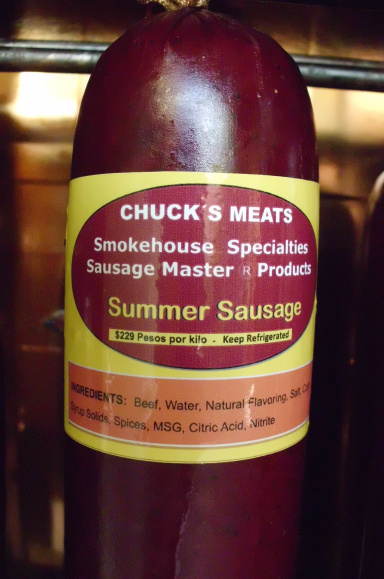 CHUCK´S MEATS
Smokehouse Specialties
Sausage Master R Products
Summer Sausage
$229 Pesos por kilo - Keep Refrigerated
INGREDIENTS: Beef, Water, Natural Flavoring, Salt,
Syrup Solids, Spices, MSG, Citric Acid, Nitrite